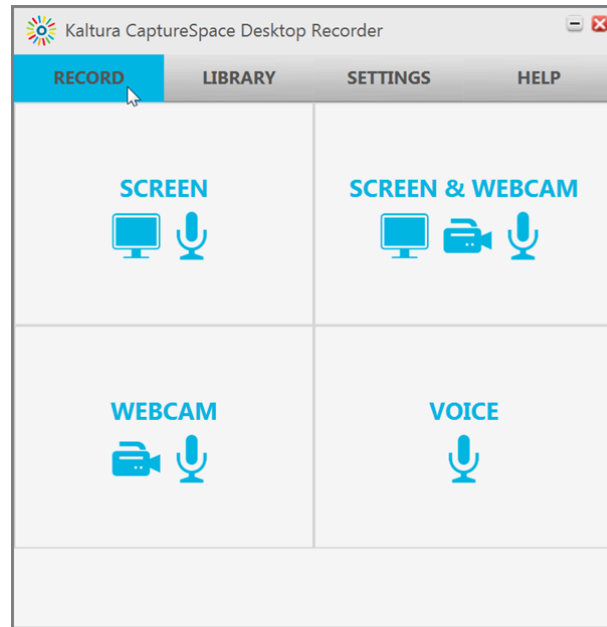 Kaltura CaptureSpace Desktop Recorder
RECORD LIBRARY SETTINGS HELP
SCREEN SCREEN & WEBCAM
WEBCAM VOICE